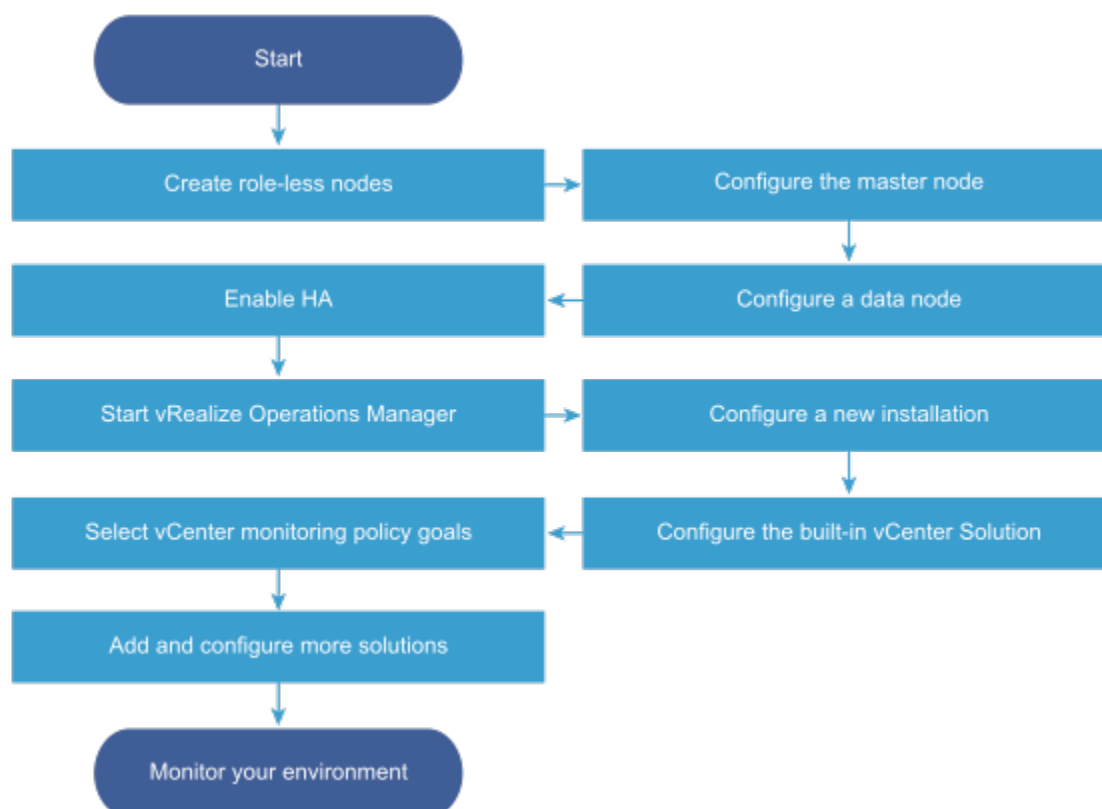 Start
Create role-less nodes
Configure the master node
Configure a data node
Enable HA
Start vRealize Operations Manager
Configure a new installation
Configure the built-in vCenter Solution
Select vCenter monitoring policy goals
Add and configure more solutions
Monitor your environment